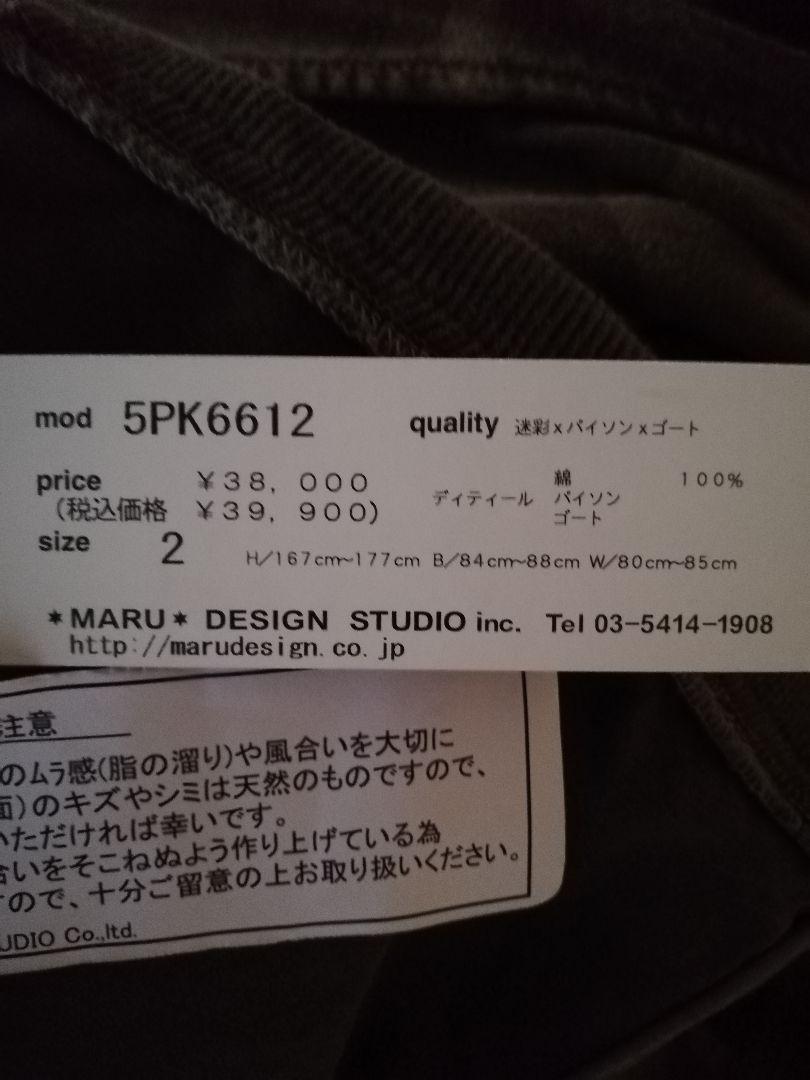 mod 5PK6612 quality 迷彩xパイソンxゴート
price ￥38,000 綿 100%
(税込価格 ￥39,900) ディティール パイソン
ゴート
size 2 H/167cm~177cm B/84cm~88cm W/80cm~85cm
*MARU* DESIGN STUDIO inc. Tel 03-5414-1908
http://marudesign.co.jp
注意
のムラ感(脂の溜り)や風合いを大切に
面)のキズやシミは天然のものですので、
いただければ幸いです。
合いをそこねぬよう作り上げている為
すので、十分ご留意の上お取り扱いください。
UDIO Co.,ltd.